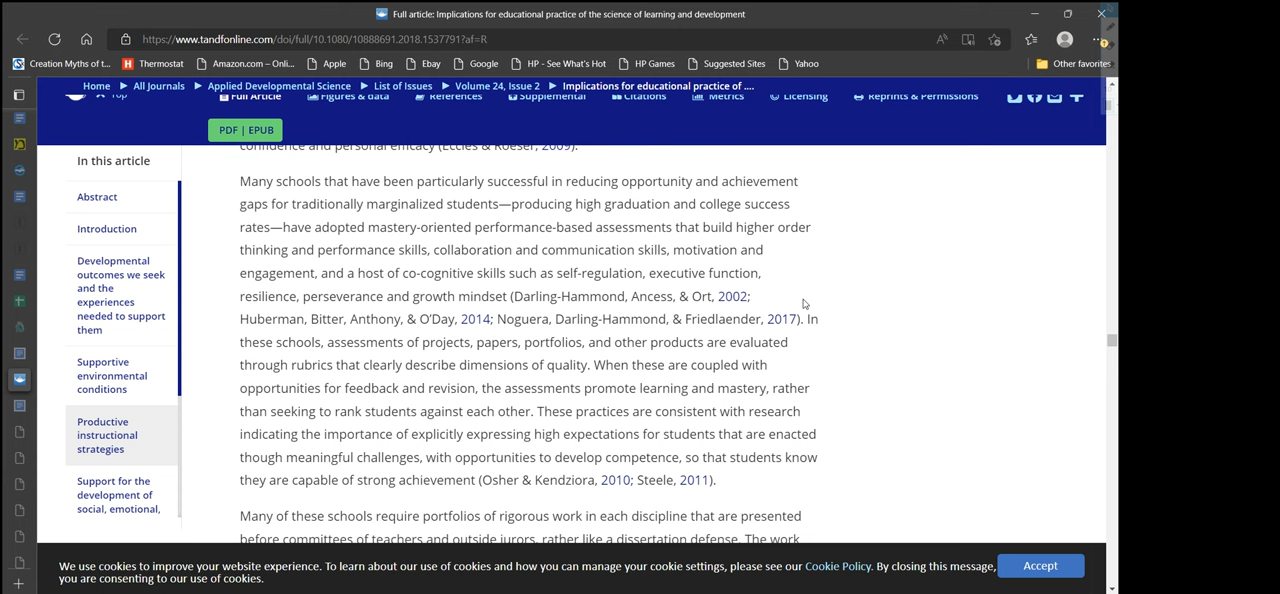 Full article: Implications for educational practice of the science of learning and development
https://www.tandfonline.com/doi/full/10.1080/10888691.2018.1537791?af=R
Creation Myths of t... Thermostat Amazon.com – Onli... Apple Bing Ebay Google HP - See What's Hot HP Games Suggested Sites Yahoo Other favorites
Home All Journals Applied Developmental Science List of Issues Volume 24, Issue 2 Implications for educational practice of ....
Top Full Article Figures & data References Supplemental Citations Metrics Licensing Reprints & Permissions
PDF | EPUB
confidence and personal efficacy (Eccles & Roeser, 2009).
In this article
Abstract
Introduction
Developmental
outcomes we seek
and the
experiences
needed to support
them
Supportive
environmental
conditions
Productive
instructional
strategies
Support for the
development of
social, emotional,
Many schools that have been particularly successful in reducing opportunity and achievement
gaps for traditionally marginalized students—producing high graduation and college success
rates—have adopted mastery-oriented performance-based assessments that build higher order
thinking and performance skills, collaboration and communication skills, motivation and
engagement, and a host of co-cognitive skills such as self-regulation, executive function,
resilience, perseverance and growth mindset (Darling-Hammond, Ancess, & Ort, 2002;
Huberman, Bitter, Anthony, & O'Day, 2014; Noguera, Darling-Hammond, & Friedlaender, 2017). In
these schools, assessments of projects, papers, portfolios, and other products are evaluated
through rubrics that clearly describe dimensions of quality. When these are coupled with
opportunities for feedback and revision, the assessments promote learning and mastery, rather
than seeking to rank students against each other. These practices are consistent with research
indicating the importance of explicitly expressing high expectations for students that are enacted
though meaningful challenges, with opportunities to develop competence, so that students know
they are capable of strong achievement (Osher & Kendziora, 2010; Steele, 2011).
Many of these schools require portfolios of rigorous work in each discipline that are presented
before committees of teachers and outside jurors, rather like a dissertation defense. The work
We use cookies to improve your website experience. To learn about our use of cookies and how you can manage your cookie settings, please see our Cookie Policy. By closing this message,
you are consenting to our use of cookies.
Accept